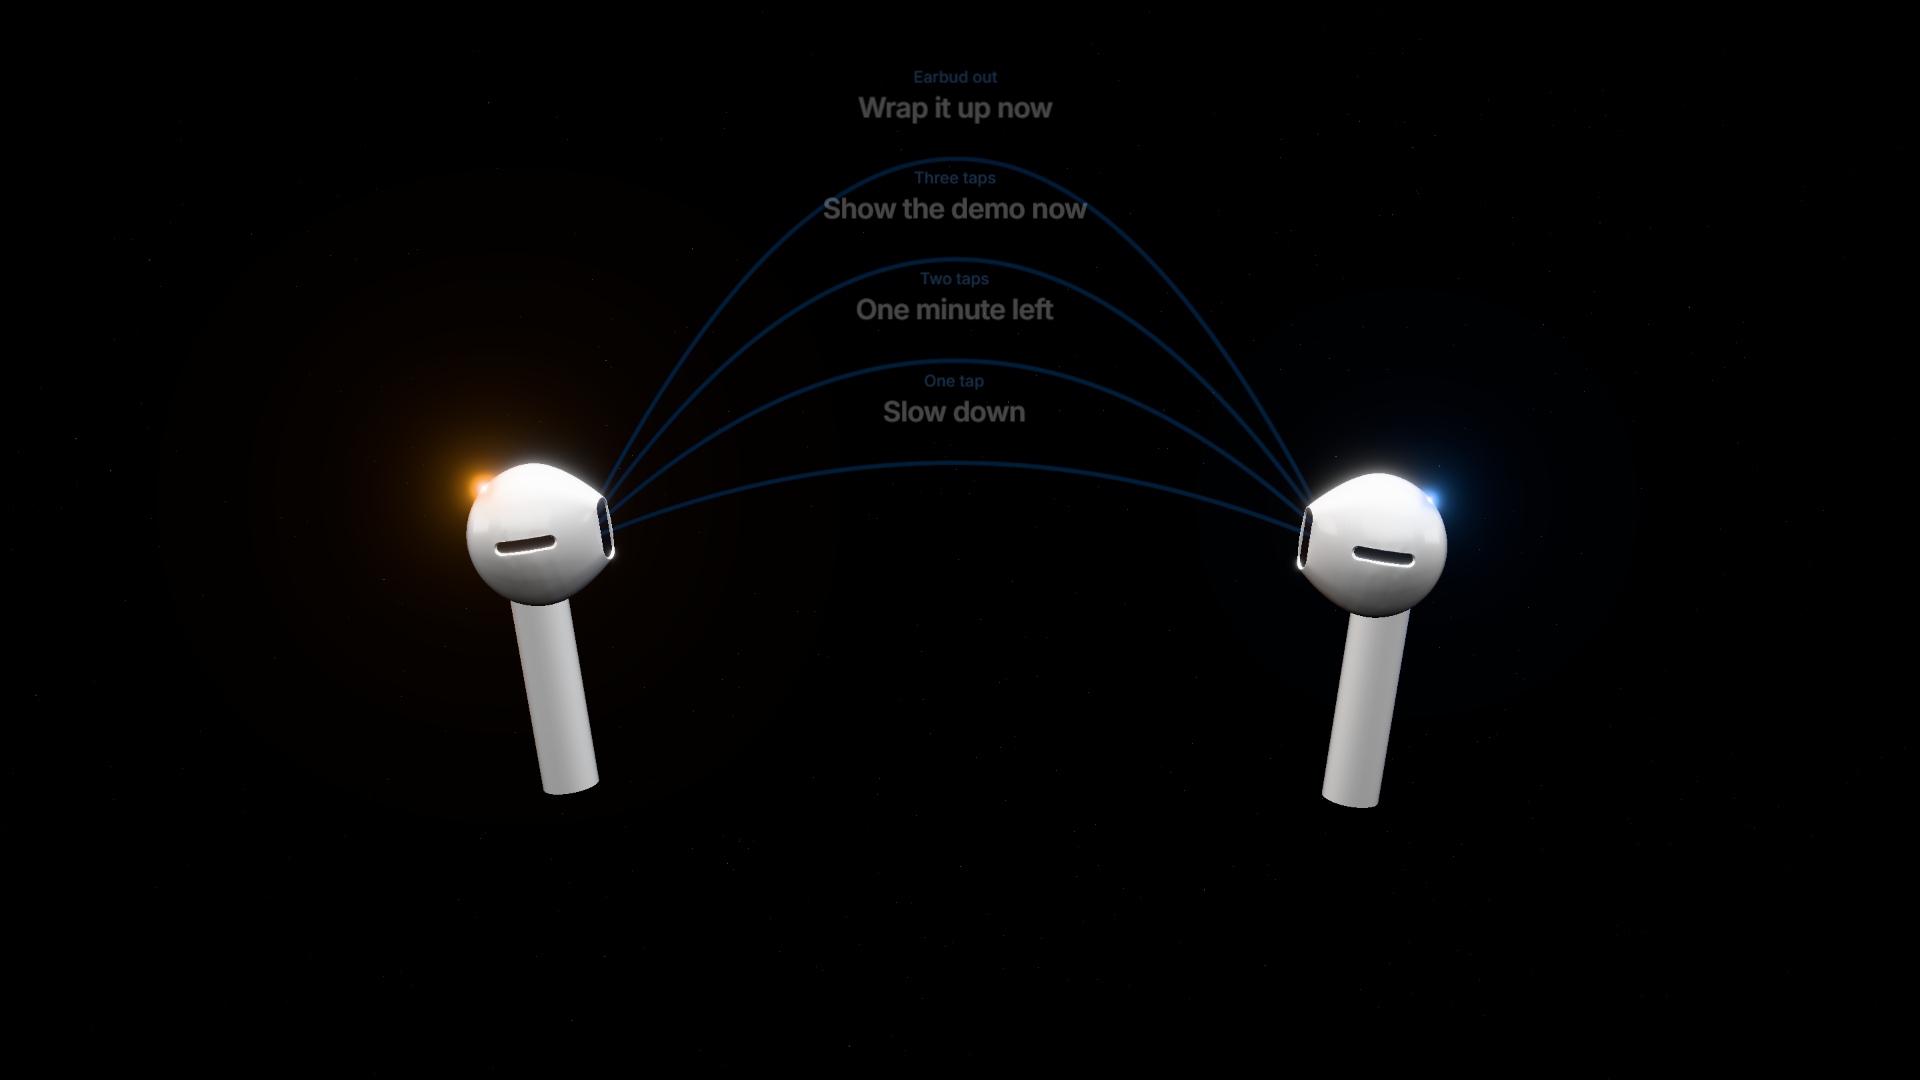 Earbud out
Wrap it up now
Three taps
Show the demo now
Two taps
One minute left
One tap
Slow down